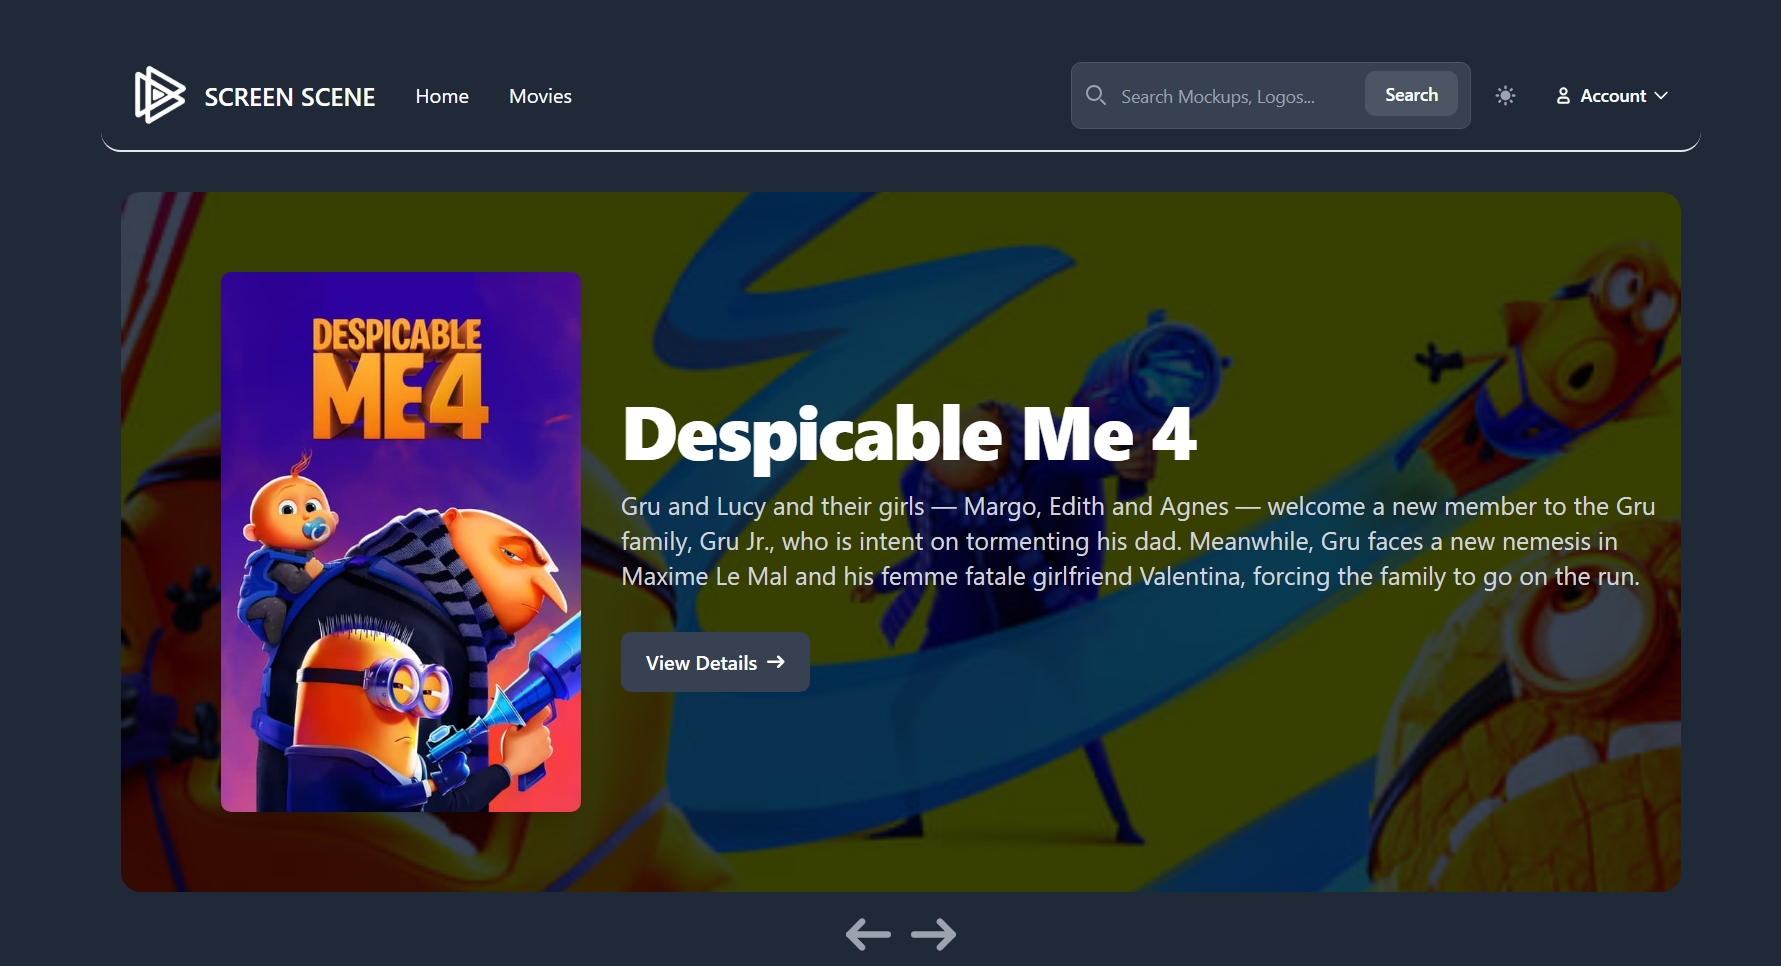 SCREEN SCENE
Home
Movies
Search Mockups, Logos...
Search
Account
DESPICABLE
ME 4
Despicable Me 4
Gru and Lucy and their girls — Margo, Edith and Agnes — welcome a new member to the Gru
family, Gru Jr., who is intent on tormenting his dad. Meanwhile, Gru faces a new nemesis in
Maxime Le Mal and his femme fatale girlfriend Valentina, forcing the family to go on the run.
View Details